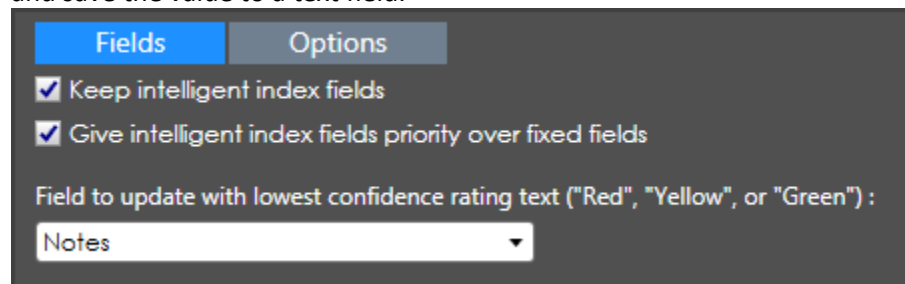 and save the value to a text field.
Fields Options
Keep intelligent index fields
Give intelligent index fields priority over fixed fields
Field to update with lowest confidence rating text ("Red", "Yellow", or "Green") :
Notes